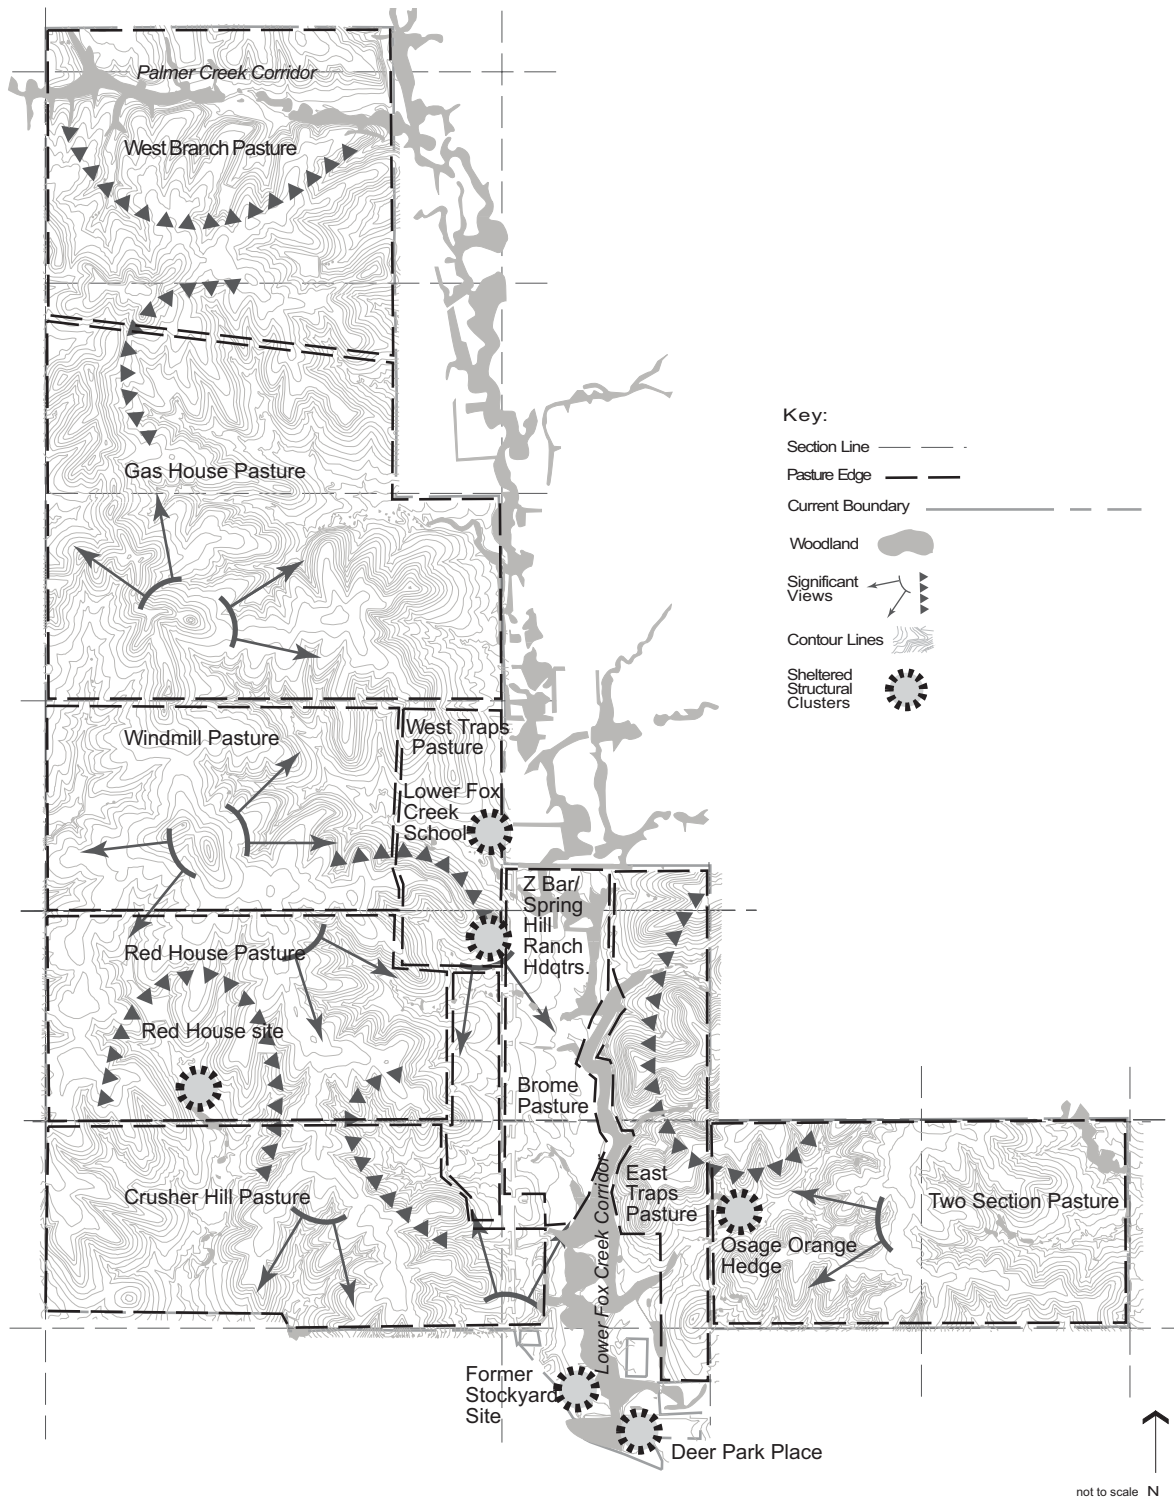 Palmer Creek Corridor
West Branch Pasture
Gas House Pasture
Key:
Section Line
Pasture Edge
Current Boundary
Woodland
Significant
Views
Contour Lines
Sheltered
Structural
Clusters
Windmill Pasture
West Traps
Pasture
Lower Fox
Creek
School
Z Bar/
Spring
Hill
Ranch
Hdqtrs.
Red House Pasture
Red House site
Brome
Pasture
Crusher Hill Pasture
East
Traps
Pasture
Two Section Pasture
Osage Orange
Hedge
Lower Fox Creek Corridor
Former
Stockyard
Site
Deer Park Place
not to scale N